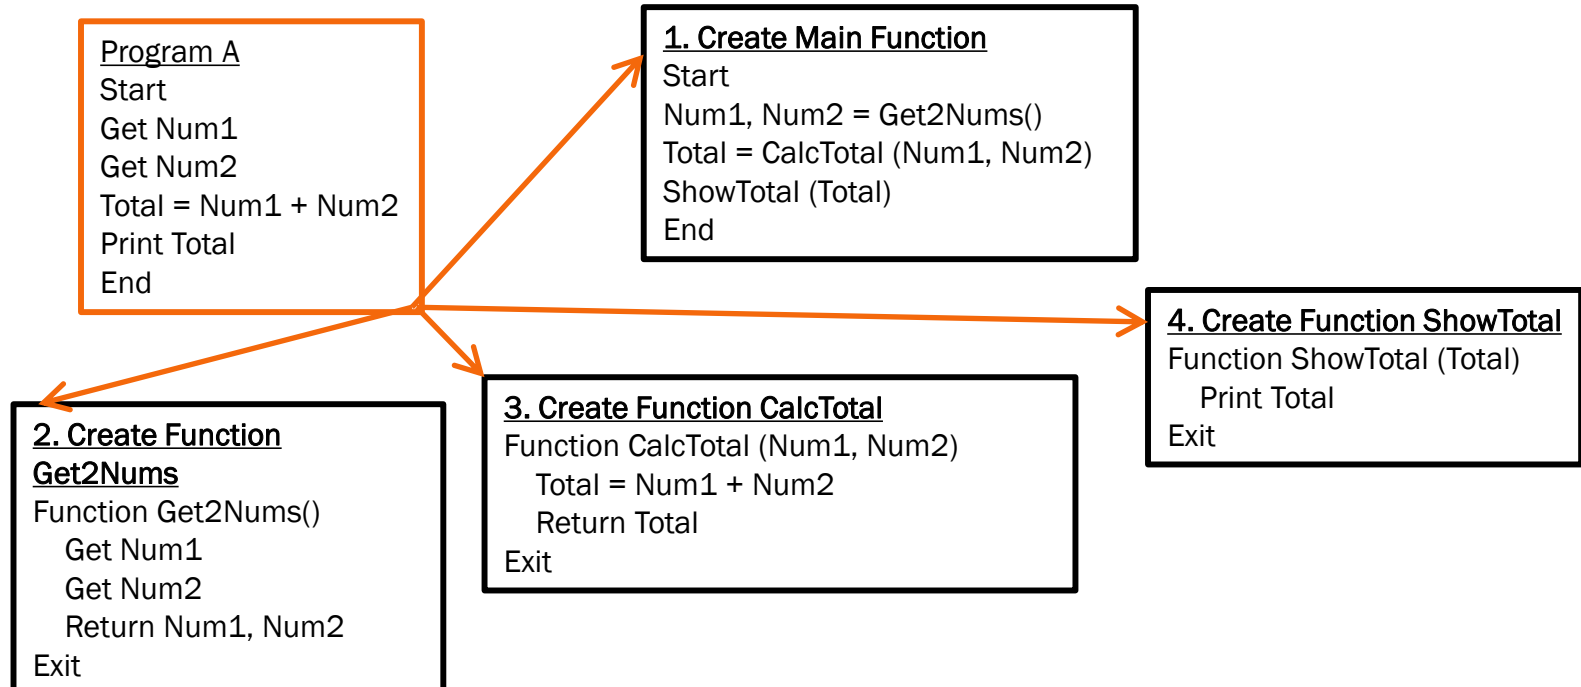 Program A
Start
Get Num1
Get Num2
Total = Num1 + Num2
Print Total
End
1. Create Main Function
Start
Num1, Num2 = Get2Nums()
Total = CalcTotal (Num1, Num2)
ShowTotal (Total)
End
2. Create Function
Get2Nums
Function Get2Nums()
Get Num1
Get Num2
Return Num1, Num2
Exit
3. Create Function CalcTotal
Function CalcTotal (Num1, Num2)
Total = Num1 + Num2
Return Total
Exit
4. Create Function ShowTotal
Function ShowTotal (Total)
Print Total
Exit